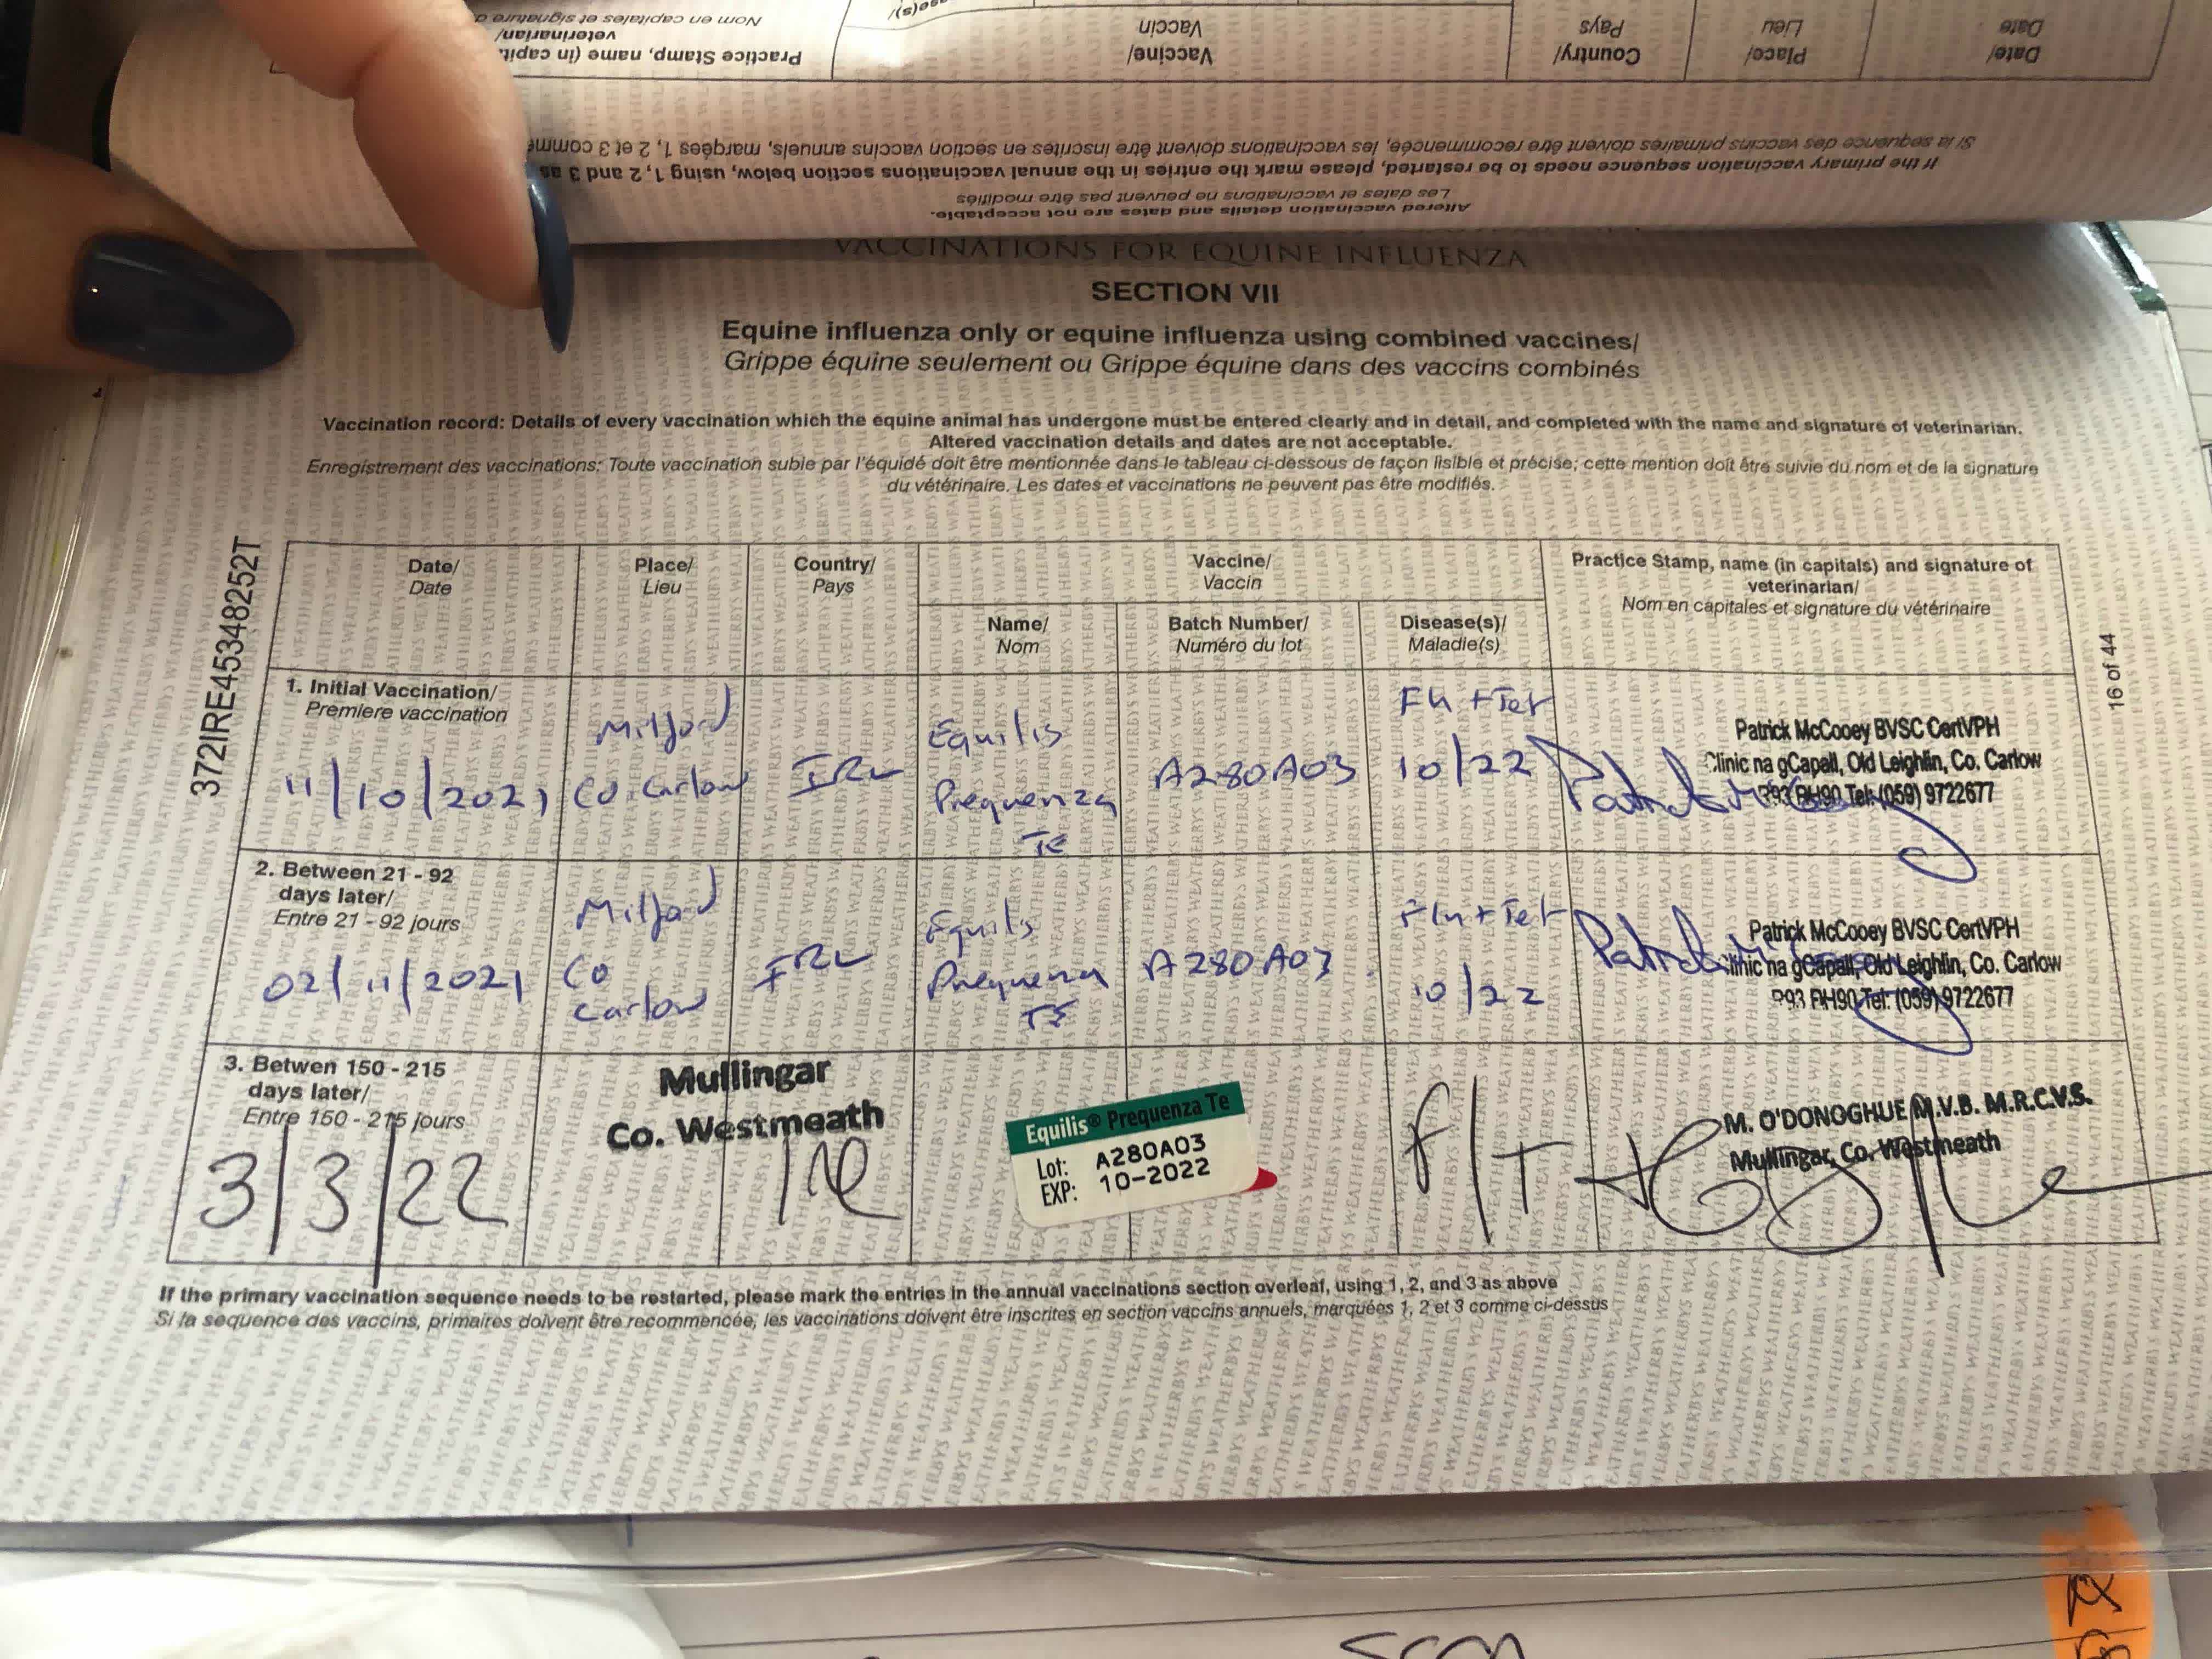 Nom en capitales et signature
veterinarian/
Practice Stamp, name (in capit
Vaccin
Vaccine/
Pays
Country/
Lieu
Place/
Date
Date/
Si la sequence des vaccins primaires doivent être recommencée, les vaccinations doivent être inscrites en section vaccins annuels, marqées 1, 2 et 3 comme
If the primary vaccination sequence needs to be restarted, please mark the entries in the annual vaccinations section below, using 1, 2 and 3 as
Les dates et vaccinations ne peuvent pas être modifiés
Altered vaccination details and dates are not acceptable.
VACCINATIONS FOR EQUINE INFLUENZA
SECTION VII
Equine influenza only or equine influenza using combined vaccines/
Grippe équine seulement ou Grippe équine dans des vaccins combinés
Vaccination record: Details of every vaccination which the equine animal has undergone must be entered clearly and in detail, and completed with the name and signature of veterinarian.
Altered vaccination details and dates are not acceptable.
Enregistrement des vaccinations: Toute vaccination subie par l'équidé doit être mentionnée dans le tableau ci-dessous de façon lisible et précise; cette mention doit être suivie du nom et de la signature
du vétérinaire. Les dates et vaccinations ne peuvent pas être modifiés.
372IRE45348252T
16 of 44
Date/
Date
Place/
Lieu
Country/
Pays
Vaccine/
Vaccin
Practice Stamp, name (in capitals) and signature of
veterinarian/
Nom en capitales et signature du vétérinaire
Name/
Nom
Batch Number/
Numéro du lot
Disease(s)/
Maladie(s)
1. Initial Vaccination/
Premiere vaccination
11/10/2021
Milford
Co Carlow
IRL
Equilis
Prequenza
TE
A280A03
Flu + Tet
10/22
Patrick McCooey BVSC CertVPH
Clinic na gCapall, Old Leighlin, Co. Carlow
R93 RH90 Tel: (059) 9722677
2. Between 21 - 92
days later/
Entre 21 - 92 jours
02/11/2021
Milford
Co
Carlow
IRL
Equilis
Prequenza
TE
A280A03
Flu + Tet
10/22
Patrick McCooey BVSC CertVPH
Clinic na gCapall, Old Leighlin, Co. Carlow
R93 RH90 Tel: (059) 9722677
3. Betwen 150 - 215
days later/
Entre 150 - 215 jours
3/3/22
Mullingar
Co. Westmeath
IRE
Equilis® Prequenza Te
Lot: A280A03
EXP: 10-2022
F/T
M. O'DONOGHUE M.V.B. M.R.C.V.S.
Mullingar, Co. Westmeath
If the primary vaccination sequence needs to be restarted, please mark the entries in the annual vaccinations section overleaf, using 1, 2, and 3 as above
Si la sequence des vaccins, primaires doivent être recommencée, les vaccinations doivent être inscrites en section vaccins annuels, marquées 1, 2 et 3 comme ci-dessus